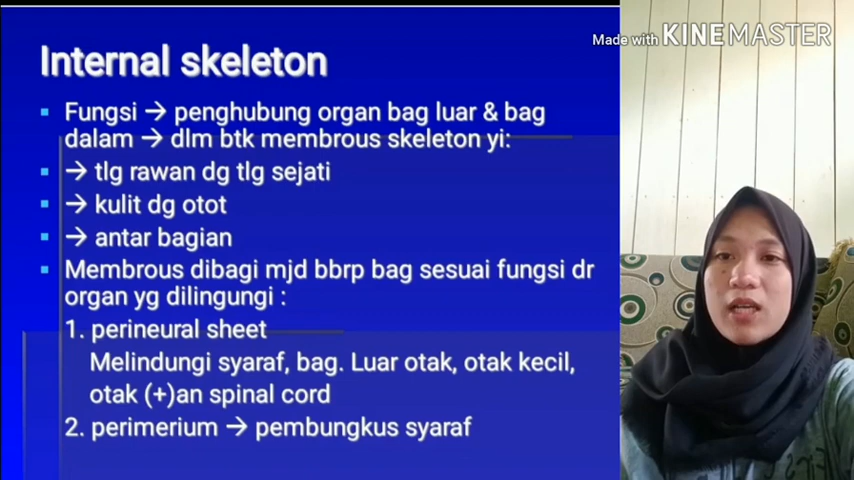 Made with KINEMASTER
Internal skeleton
Fungsi → penghubung organ bag luar & bag
dalam → dlm btk membrous skeleton yi:
→ tlg rawan dg tlg sejati
→ kulit dg otot
→ antar bagian
Membrous dibagi mjd bbrp bag sesuai fungsi dr
organ yg dilingungi :
1. perineural sheet
Melindungi syaraf, bag. Luar otak, otak kecil,
otak (+)an spinal cord
2. perimerium → pembungkus syaraf